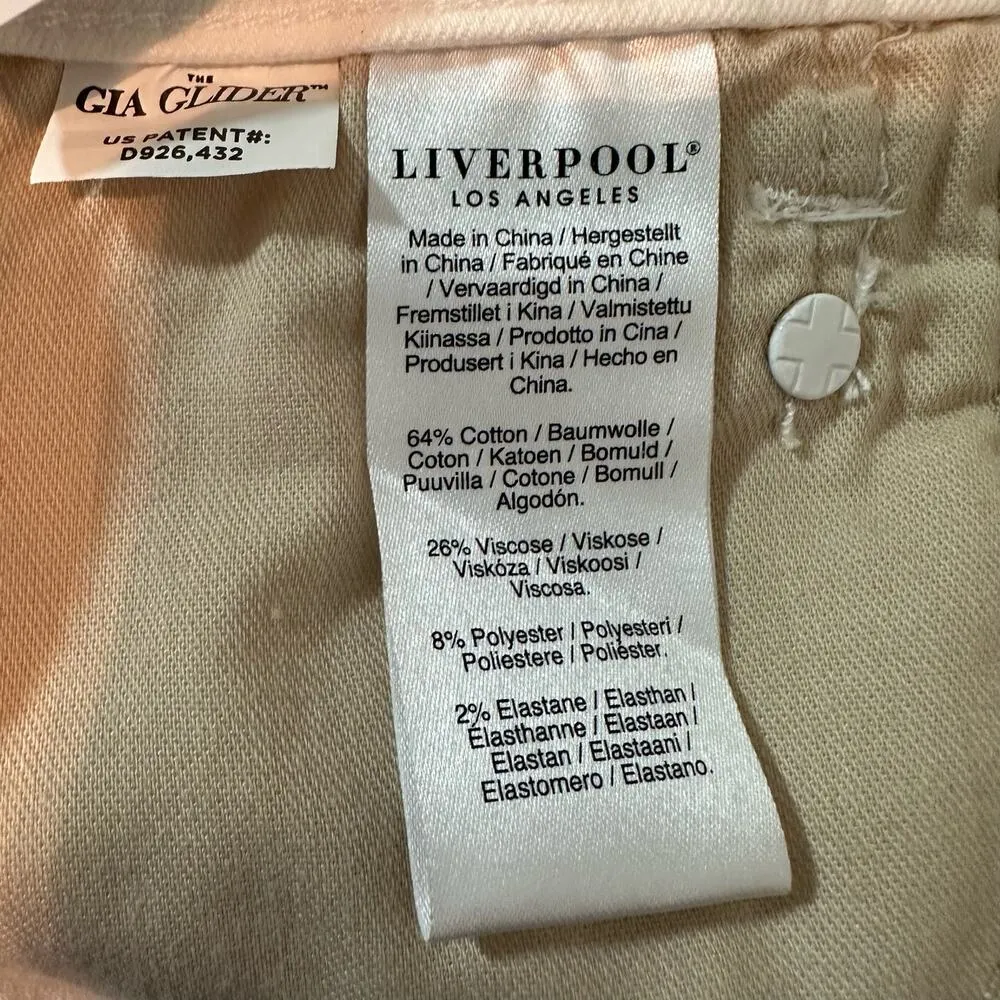 THE
GIA GLIDER™
US PATENT#:
D926,432
LIVERPOOL®
LOS ANGELES
Made in China / Hergestellt
in China / Fabriqué en Chine
/ Vervaardigd in China /
Fremstillet i Kina / Valmistettu
Kiinassa / Prodotto in Cina /
Produsert i Kina / Hecho en
China.
64% Cotton / Baumwolle /
Coton / Katoen / Bomuld /
Puuvilla / Cotone / Bomull /
Algodón.
26% Viscose / Viskose /
Viskóza / Viskoosi /
Viscosa.
8% Polyester / Polyesteri /
Poliestere / Poliéster.
2% Elastane / Elasthan /
Élasthanne / Elastaan /
Elastan / Elastaani /
Elastomero / Elastano.